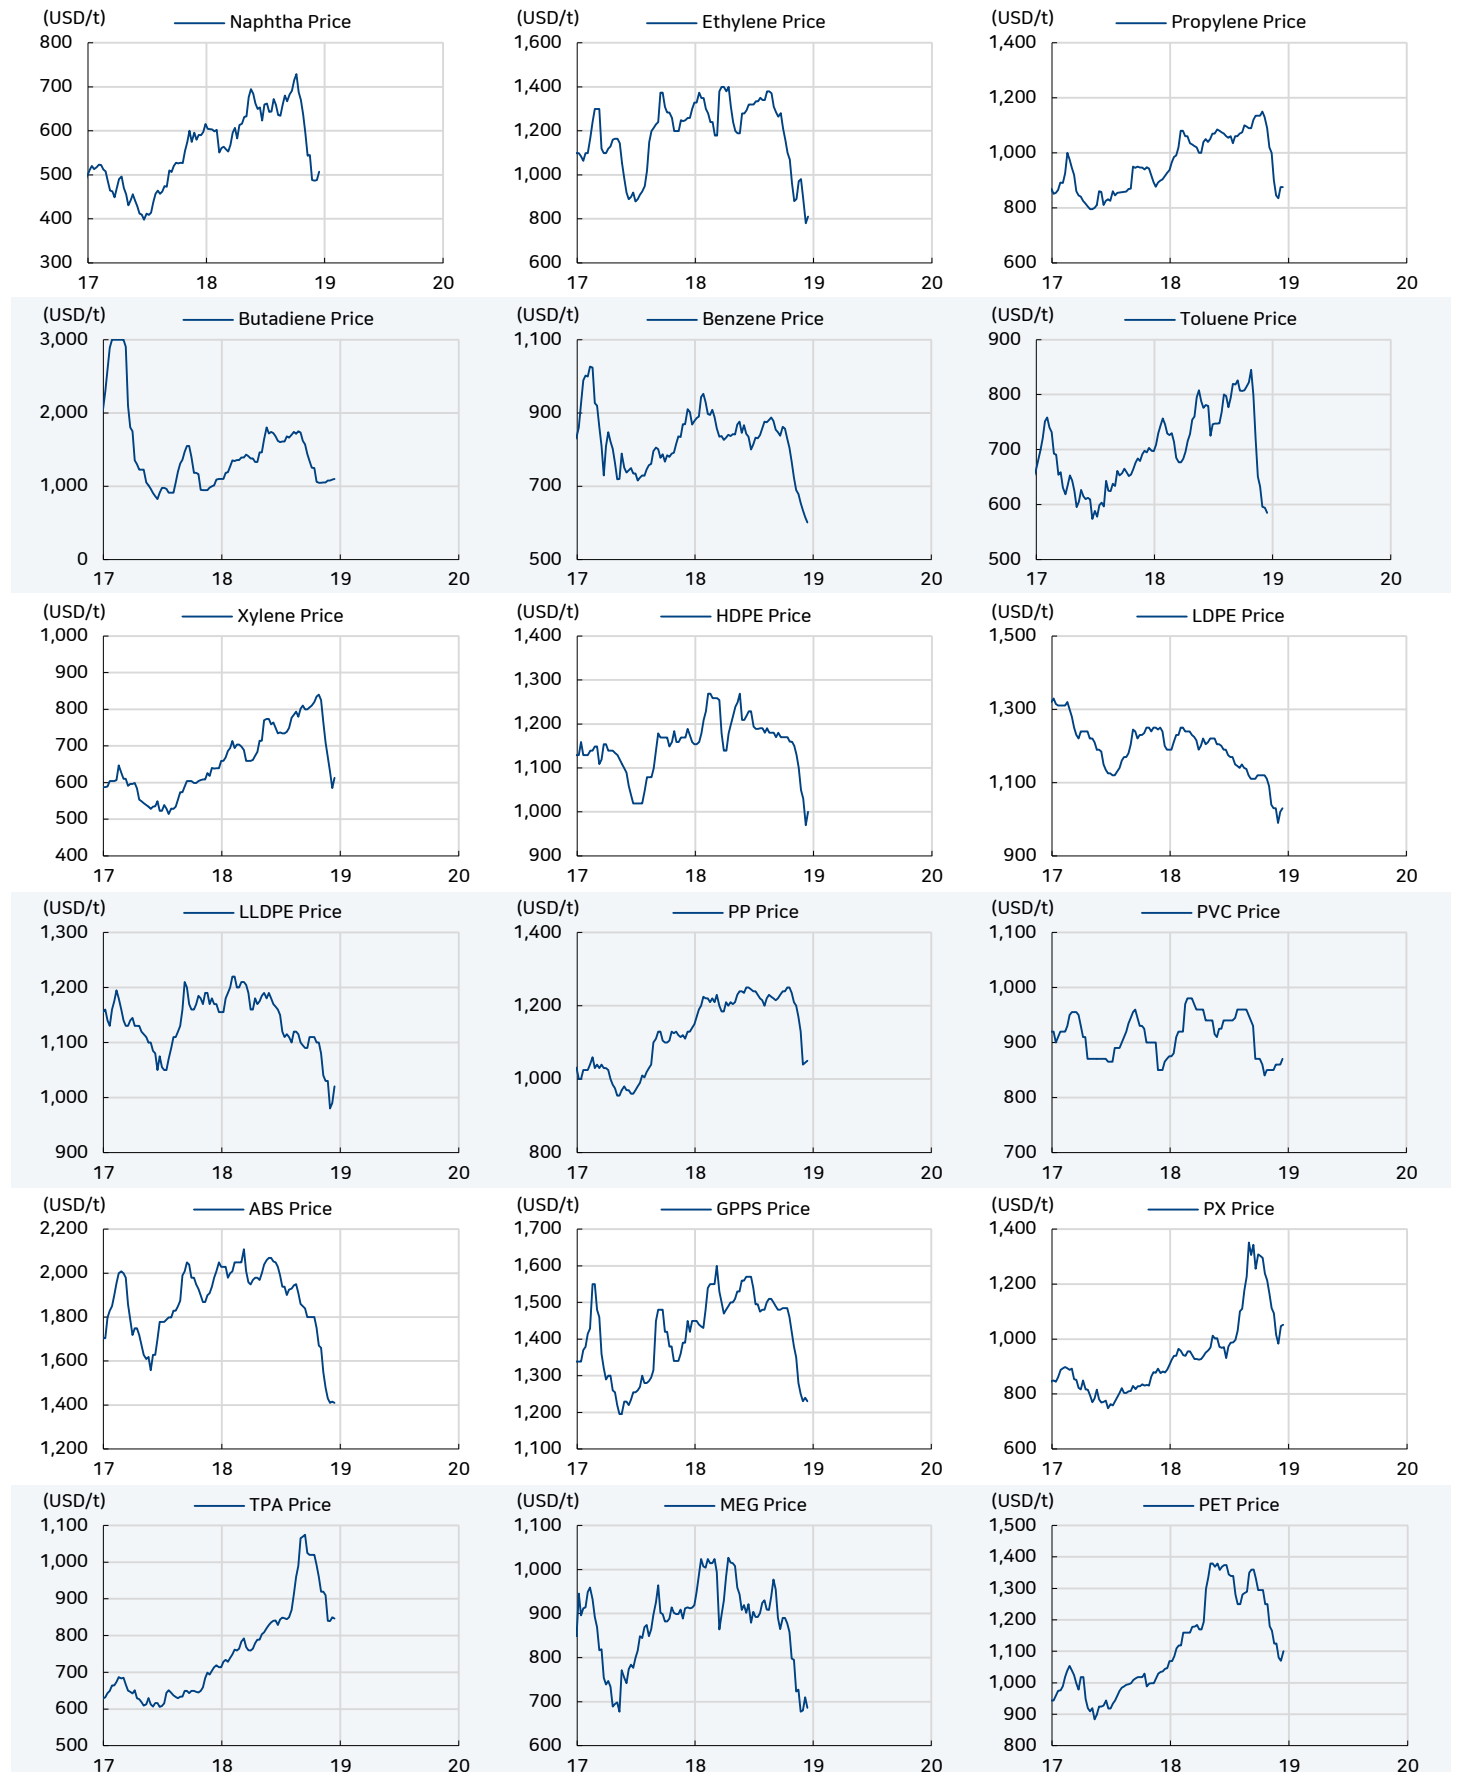 (USD/t) Naphtha Price
800
700
600
500
400
300
17 18 19 20
(USD/t) Ethylene Price
1,600
1,400
1,200
1,000
800
600
17 18 19 20
(USD/t) Propylene Price
1,400
1,200
1,000
800
600
17 18 19 20
(USD/t) Butadiene Price
3,000
2,000
1,000
0
17 18 19 20
(USD/t) Benzene Price
1,100
900
700
500
17 18 19 20
(USD/t) Toluene Price
900
800
700
600
500
17 18 19 20
(USD/t) Xylene Price
1,000
900
800
700
600
500
400
17 18 19 20
(USD/t) HDPE Price
1,400
1,300
1,200
1,100
1,000
900
17 18 19 20
(USD/t) LDPE Price
1,500
1,300
1,100
900
17 18 19 20
(USD/t) LLDPE Price
1,300
1,200
1,100
1,000
900
17 18 19 20
(USD/t) PP Price
1,400
1,200
1,000
800
17 18 19 20
(USD/t) PVC Price
1,100
1,000
900
800
700
17 18 19 20
(USD/t) ABS Price
2,200
2,000
1,800
1,600
1,400
1,200
17 18 19 20
(USD/t) GPPS Price
1,700
1,600
1,500
1,400
1,300
1,200
1,100
17 18 19 20
(USD/t) PX Price
1,400
1,200
1,000
800
600
17 18 19 20
(USD/t) TPA Price
1,100
1,000
900
800
700
600
500
17 18 19 20
(USD/t) MEG Price
1,100
1,000
900
800
700
600
17 18 19 20
(USD/t) PET Price
1,500
1,400
1,300
1,200
1,100
1,000
900
800
17 18 19 20